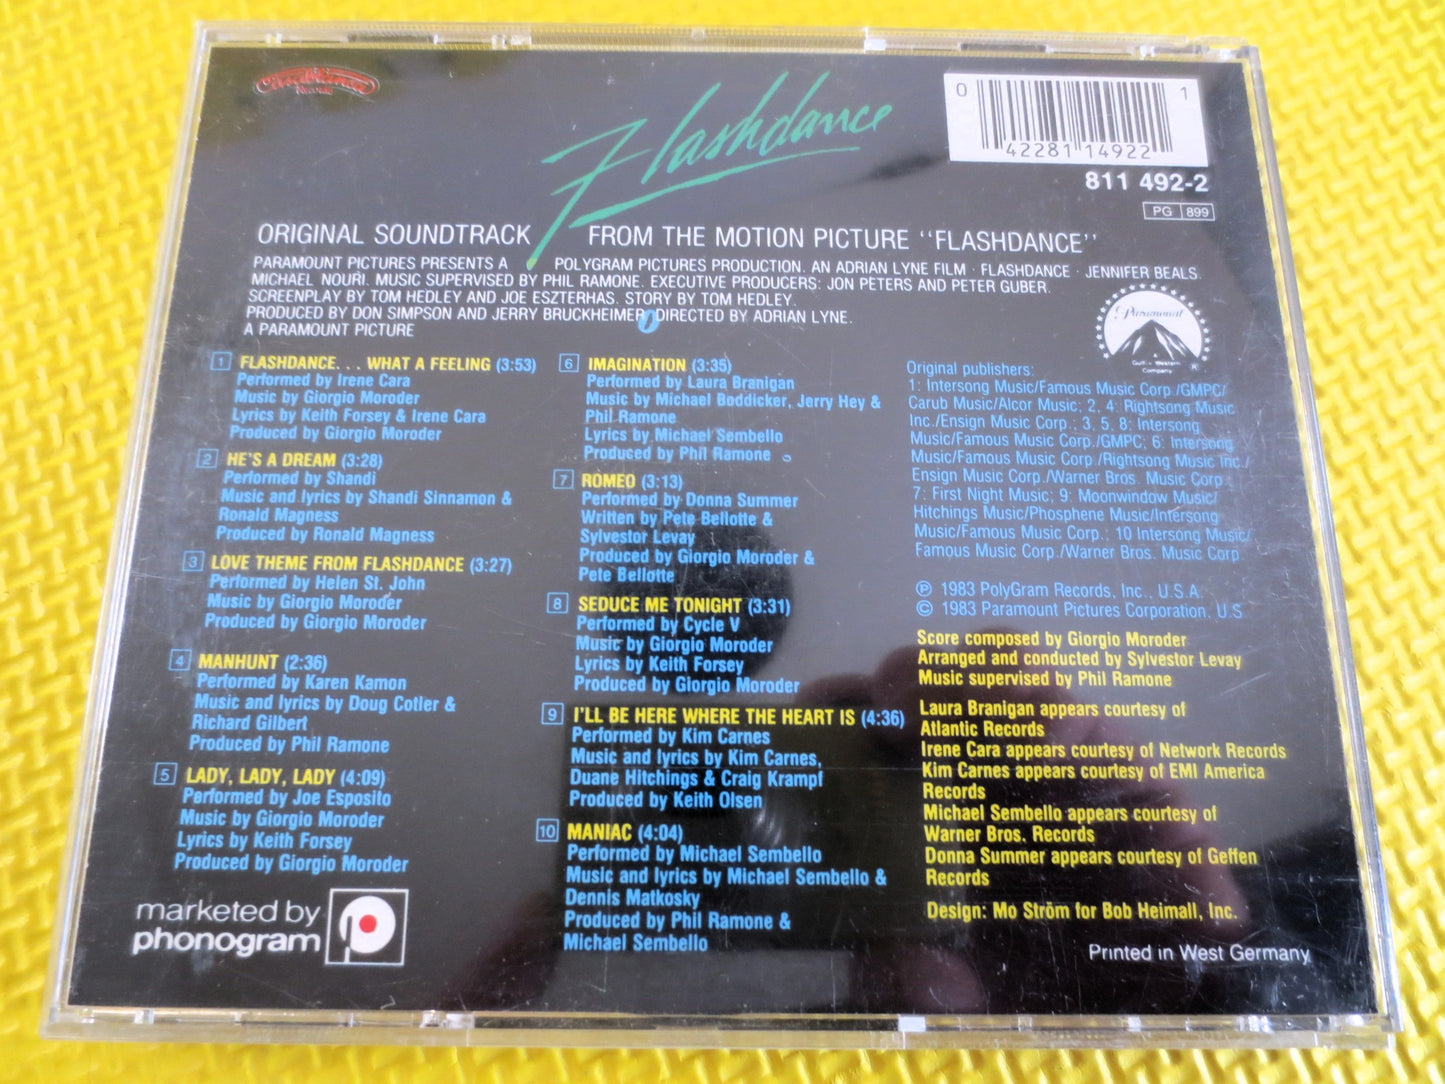 Casablanca
Records
Flashdance
0 1
42281 14922
811 492-2
PG 899
ORIGINAL SOUNDTRACK FROM THE MOTION PICTURE "FLASHDANCE"
PARAMOUNT PICTURES PRESENTS A POLYGRAM PICTURES PRODUCTION. AN ADRIAN LYNE FILM · FLASHDANCE · JENNIFER BEALS.
MICHAEL NOURI. MUSIC SUPERVISED BY PHIL RAMONE. EXECUTIVE PRODUCERS: JON PETERS AND PETER GUBER.
SCREENPLAY BY TOM HEDLEY AND JOE ESZTERHAS. STORY BY TOM HEDLEY.
PRODUCED BY DON SIMPSON AND JERRY BRUCKHEIMER. DIRECTED BY ADRIAN LYNE.
A PARAMOUNT PICTURE
1 FLASHDANCE. . . WHAT A FEELING (3:53)
Performed by Irene Cara
Music by Giorgio Moroder
Lyrics by Keith Forsey & Irene Cara
Produced by Giorgio Moroder
2 HE'S A DREAM (3:28)
Performed by Shandi
Music and lyrics by Shandi Sinnamon &
Ronald Magness
Produced by Ronald Magness
3 LOVE THEME FROM FLASHDANCE (3:27)
Performed by Helen St. John
Music by Giorgio Moroder
Produced by Giorgio Moroder
4 MANHUNT (2:36)
Performed by Karen Kamon
Music and lyrics by Doug Cotler &
Richard Gilbert
Produced by Phil Ramone
5 LADY, LADY, LADY (4:09)
Performed by Joe Esposito
Music by Giorgio Moroder
Lyrics by Keith Forsey
Produced by Giorgio Moroder
marketed by
phonogram
6 IMAGINATION (3:35)
Performed by Laura Branigan
Music by Michael Boddicker, Jerry Hey &
Phil Ramone
Lyrics by Michael Sembello
Produced by Phil Ramone
7 ROMEO (3:13)
Performed by Donna Summer
Written by Pete Bellotte &
Sylvester Levay
Produced by Giorgio Moroder &
Pete Bellotte
8 SEDUCE ME TONIGHT (3:31)
Performed by Cycle V
Music by Giorgio Moroder
Lyrics by Keith Forsey
Produced by Giorgio Moroder
9 I'LL BE HERE WHERE THE HEART IS (4:36)
Performed by Kim Carnes
Music and lyrics by Kim Carnes,
Duane Hitchings & Craig Krampf
Produced by Keith Olsen
10 MANIAC (4:04)
Performed by Michael Sembello
Music and lyrics by Michael Sembello &
Dennis Matkosky
Produced by Phil Ramone &
Michael Sembello
Paramount
Gulf + Western
Company
Original publishers:
1: Intersong Music/Famous Music Corp./GMPC/
Carub Music/Alcor Music; 2, 4: Rightsong Music
Inc./Ensign Music Corp.; 3, 5, 8: Intersong
Music/Famous Music Corp./GMPC; 6: Intersong
Music/Famous Music Corp./Rightsong Music Inc./
Ensign Music Corp./Warner Bros. Music Corp.;
7: First Night Music; 9: Moonwindow Music/
Hitchings Music/Phosphene Music/Intersong
Music/Famous Music Corp.; 10 Intersong Music/
Famous Music Corp./Warner Bros. Music Corp.
℗ 1983 PolyGram Records, Inc., U.S.A.
© 1983 Paramount Pictures Corporation, U.S.
Score composed by Giorgio Moroder
Arranged and conducted by Sylvestor Levay
Music supervised by Phil Ramone
Laura Branigan appears courtesy of
Atlantic Records
Irene Cara appears courtesy of Network Records
Kim Carnes appears courtesy of EMI America
Records
Michael Sembello appears courtesy of
Warner Bros. Records
Donna Summer appears courtesy of Geffen
Records
Design: Mo Ström for Bob Heimall, Inc.
Printed in West Germany